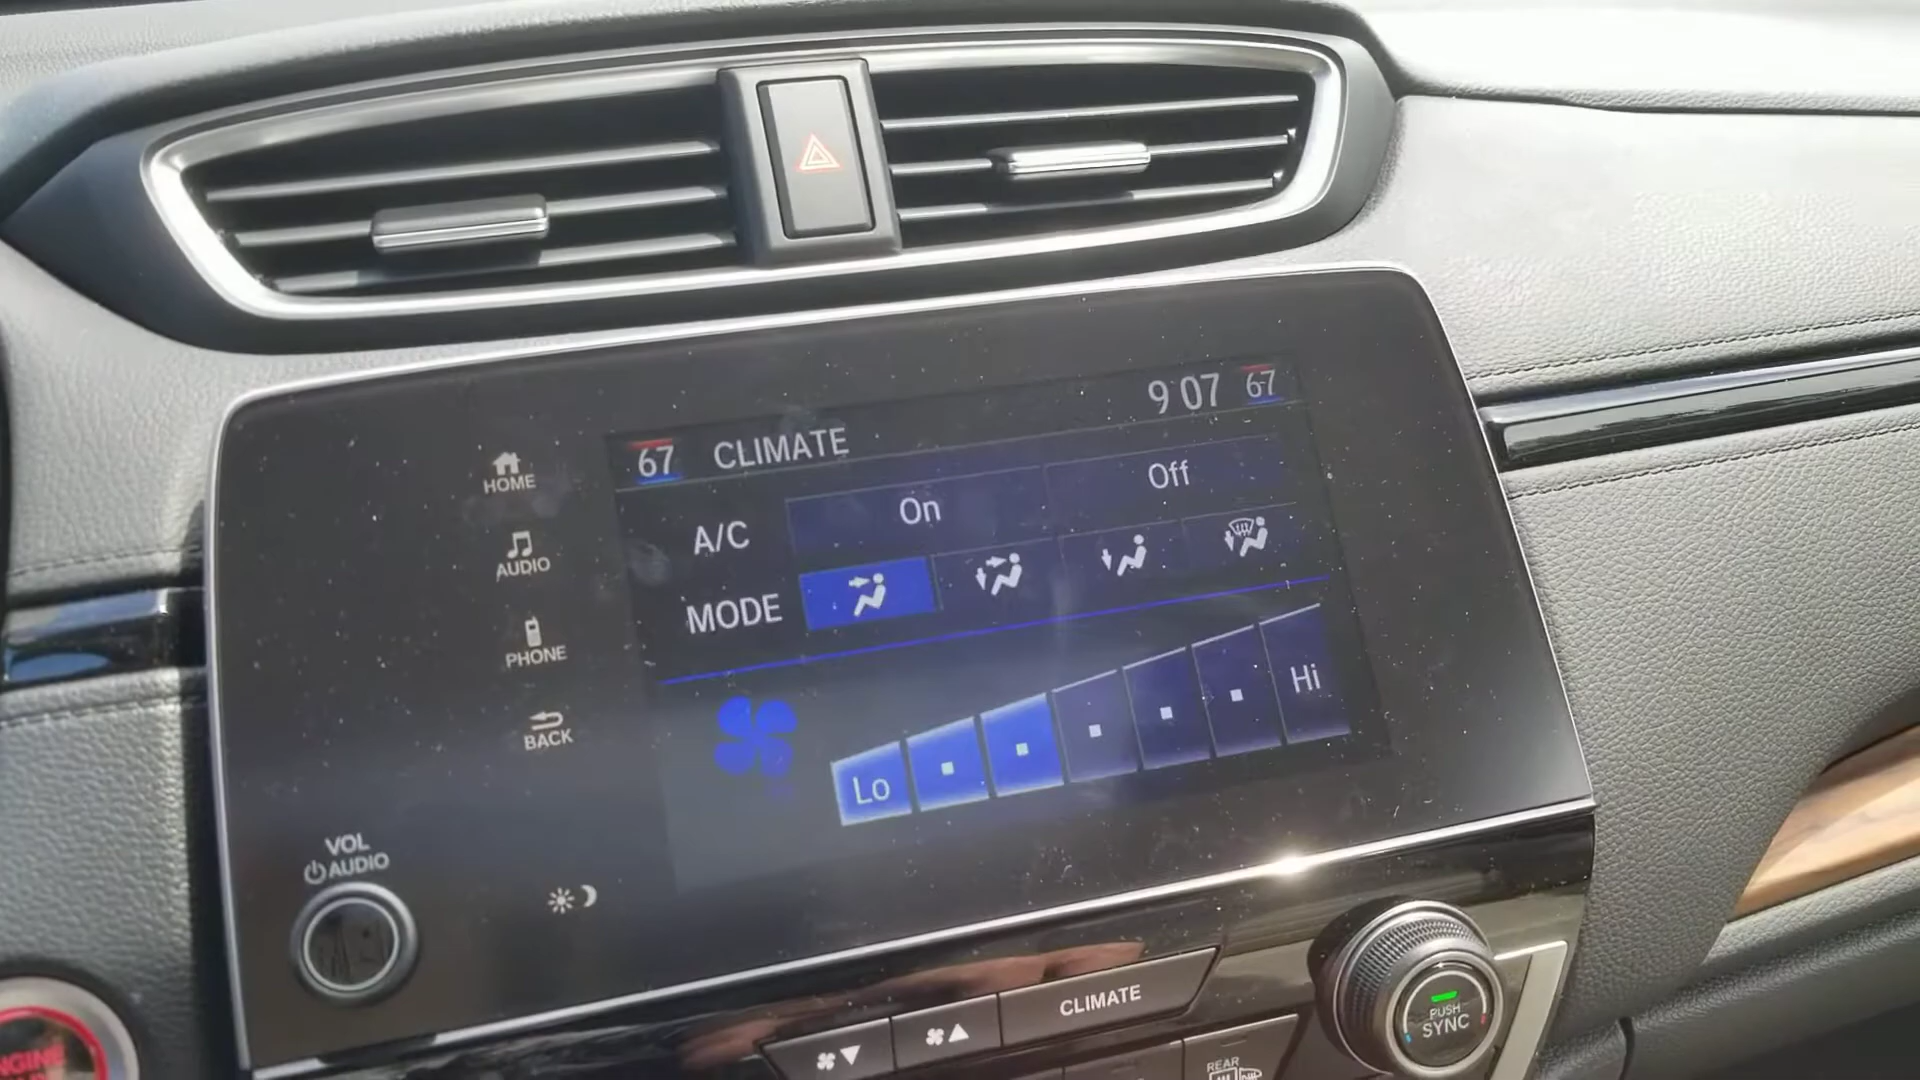 9 07 67
67 CLIMATE
HOME
On Off
A/C
AUDIO
MODE
PHONE
Hi
BACK
Lo
VOL
AUDIO
CLIMATE
PUSH
SYNC
REAR